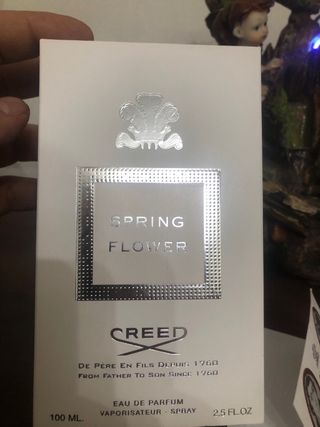 SPRING
FLOWER
CREED
DE PÈRE EN FILS DEPUIS 1760
FROM FATHER TO SON SINCE 1760
EAU DE PARFUM
100 ML. VAPORISATEUR - SPRAY 2,5 FL.OZ